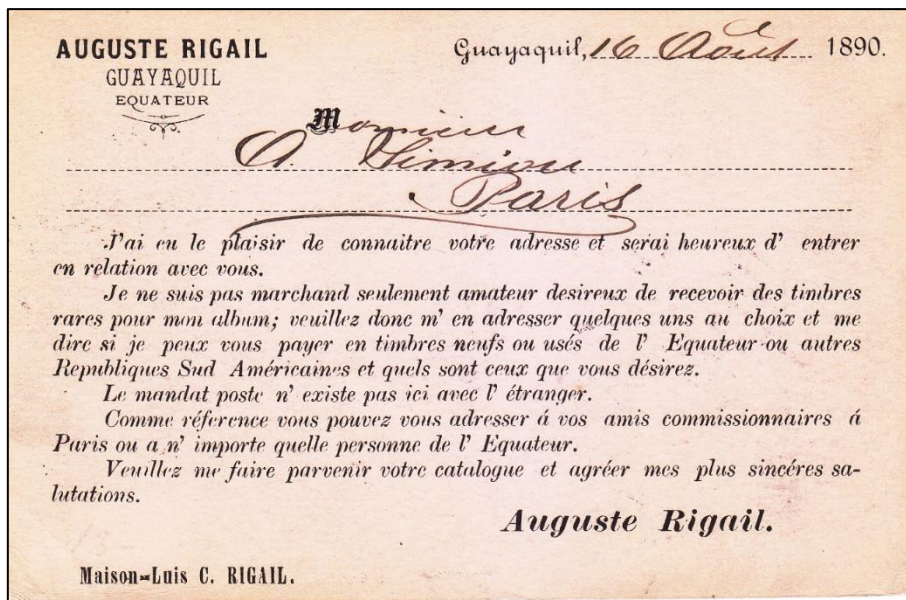 AUGUSTE RIGAIL
GUAYAQUIL
EQUATEUR
Guayaquil, 16 Août 1890.
Monsieur
A. Simion
Paris
J'ai eu le plaisir de connaitre votre adresse et serai heureux d' entrer
en relation avec vous.
Je ne suis pas marchand seulement amateur desireux de recevoir des timbres
rares pour mon album; veuillez donc m' en adresser quelques uns au choix et me
dire si je peux vous payer en timbres neufs ou usés de l' Equateur ou autres
Republiques Sud Américaines et quels sont ceux que vous désirez.
Le mandat poste n' existe pas ici avec l' étranger.
Comme réference vous pouvez vous adresser á vos amis commissionnaires á
Paris ou a n' importe quelle personne de l' Equateur.
Veuillez me faire parvenir votre catalogue et agréer mes plus sincéres sa-
lutations.
Auguste Rigail.
Maison=Luis C. RIGAIL.